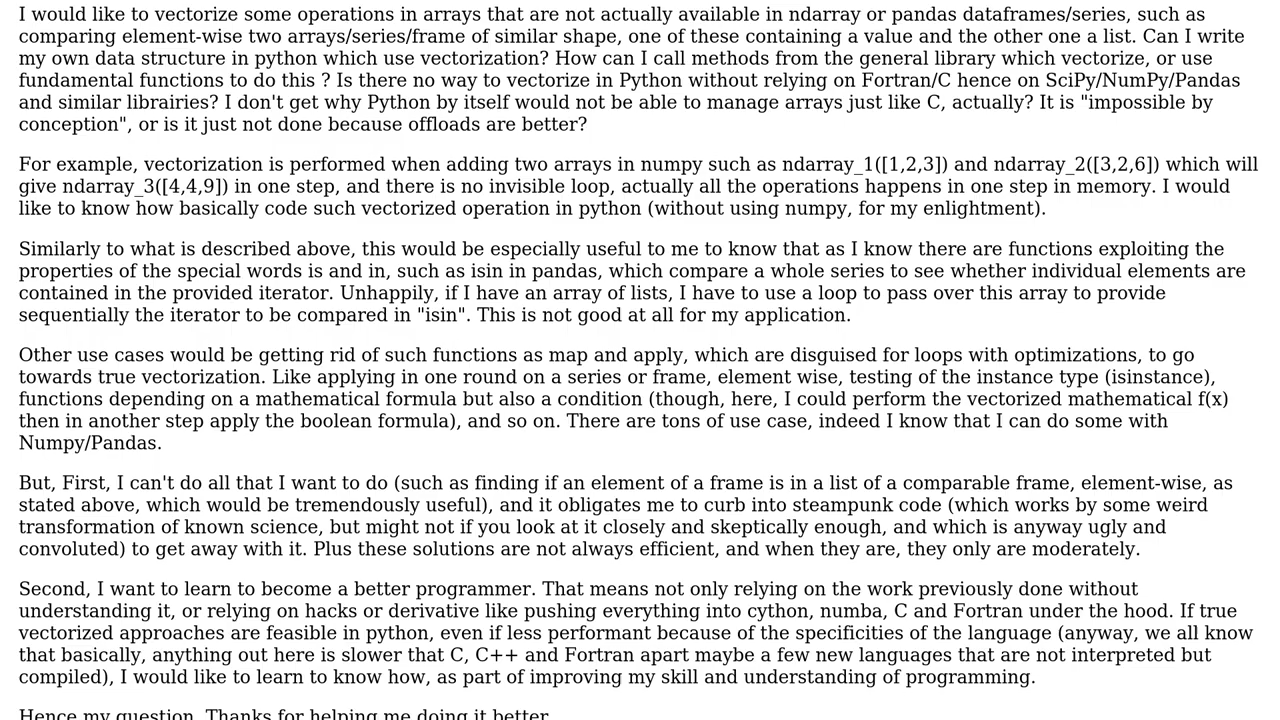 I would like to vectorize some operations in arrays that are not actually available in ndarray or pandas dataframes/series, such as
comparing element-wise two arrays/series/frame of similar shape, one of these containing a value and the other one a list. Can I write
my own data structure in python which use vectorization? How can I call methods from the general library which vectorize, or use
fundamental functions to do this ? Is there no way to vectorize in Python without relying on Fortran/C hence on SciPy/NumPy/Pandas
and similar librairies? I don't get why Python by itself would not be able to manage arrays just like C, actually? It is "impossible by
conception", or is it just not done because offloads are better?
For example, vectorization is performed when adding two arrays in numpy such as ndarray_1([1,2,3]) and ndarray_2([3,2,6]) which will
give ndarray_3([4,4,9]) in one step, and there is no invisible loop, actually all the operations happens in one step in memory. I would
like to know how basically code such vectorized operation in python (without using numpy, for my enlightment).
Similarly to what is described above, this would be especially useful to me to know that as I know there are functions exploiting the
properties of the special words is and in, such as isin in pandas, which compare a whole series to see whether individual elements are
contained in the provided iterator. Unhappily, if I have an array of lists, I have to use a loop to pass over this array to provide
sequentially the iterator to be compared in "isin". This is not good at all for my application.
Other use cases would be getting rid of such functions as map and apply, which are disguised for loops with optimizations, to go
towards true vectorization. Like applying in one round on a series or frame, element wise, testing of the instance type (isinstance),
functions depending on a mathematical formula but also a condition (though, here, I could perform the vectorized mathematical f(x)
then in another step apply the boolean formula), and so on. There are tons of use case, indeed I know that I can do some with
Numpy/Pandas.
But, First, I can't do all that I want to do (such as finding if an element of a frame is in a list of a comparable frame, element-wise, as
stated above, which would be tremendously useful), and it obligates me to curb into steampunk code (which works by some weird
transformation of known science, but might not if you look at it closely and skeptically enough, and which is anyway ugly and
convoluted) to get away with it. Plus these solutions are not always efficient, and when they are, they only are moderately.
Second, I want to learn to become a better programmer. That means not only relying on the work previously done without
understanding it, or relying on hacks or derivative like pushing everything into cython, numba, C and Fortran under the hood. If true
vectorized approaches are feasible in python, even if less performant because of the specificities of the language (anyway, we all know
that basically, anything out here is slower that C, C++ and Fortran apart maybe a few new languages that are not interpreted but
compiled), I would like to learn to know how, as part of improving my skill and understanding of programming.
Hence my question. Thanks for helping me doing it better.